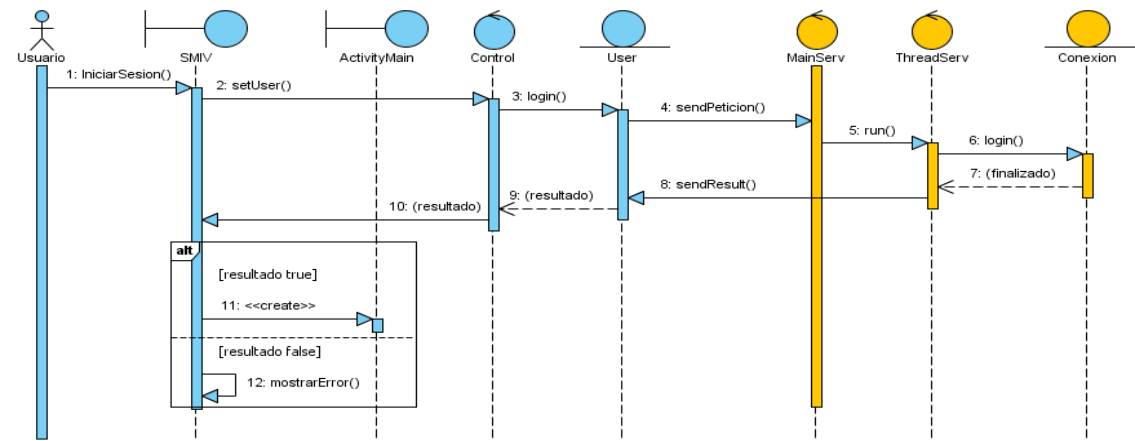 Usuario SMIV ActivityMain Control User MainServ ThreadServ Conexion
1: IniciarSesion()
2: setUser()
3: login()
4: sendPeticion()
5: run()
6: login()
7: (finalizado)
8: sendResult()
9: (resultado)
10: (resultado)
alt
[resultado true]
11: <<create>>
[resultado false]
12: mostrarError()